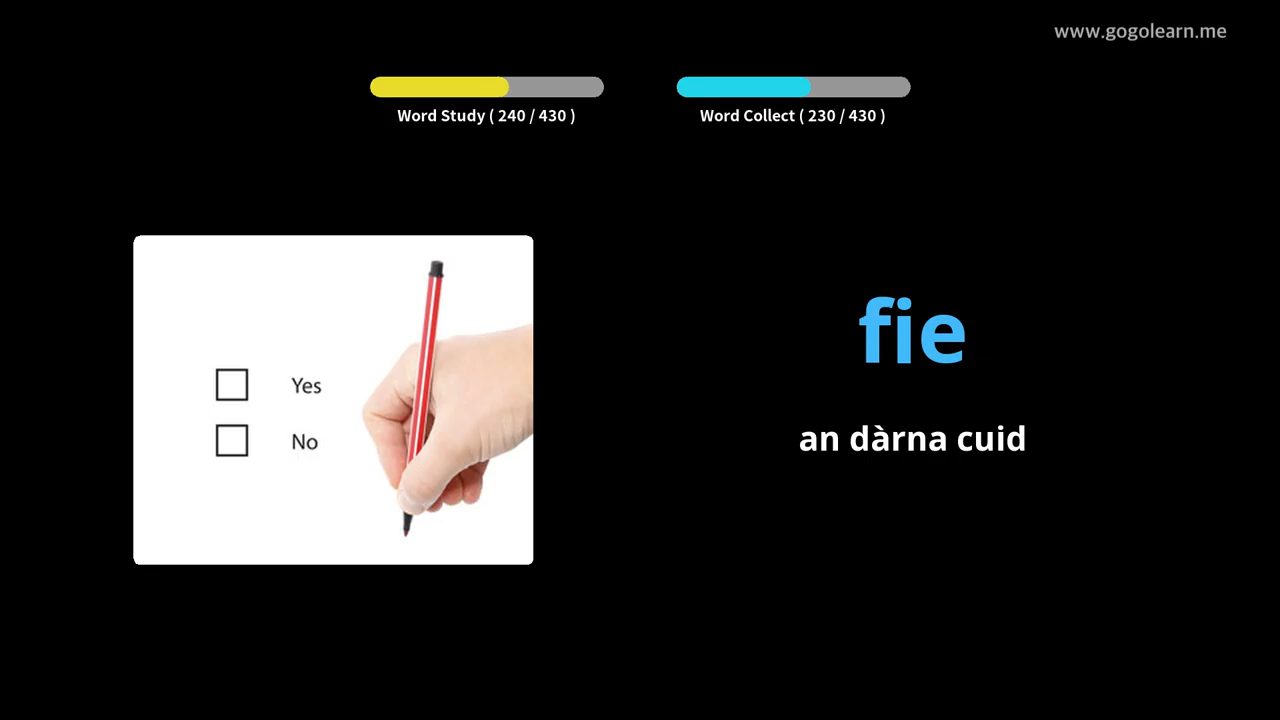 www.gogolearn.me
Word Study ( 240 / 430 )
Word Collect ( 230 / 430 )
Yes
No
fie
an dàrna cuid